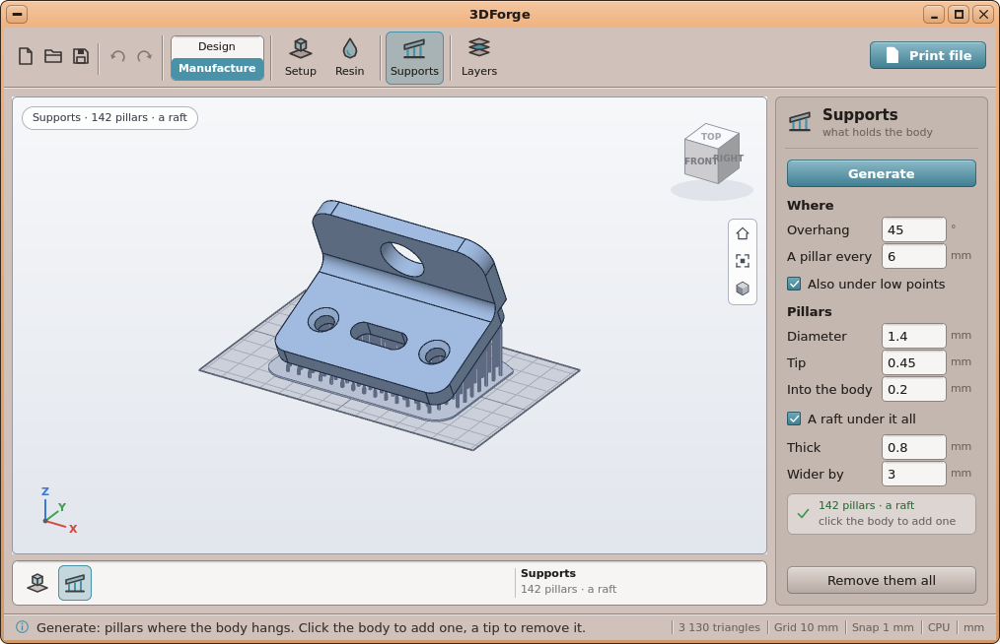 3DForge
Design
Manufacture
Setup
Resin
Supports
Layers
Print file
Supports · 142 pillars · a raft
TOP
FRONT
RIGHT
Z
Y
X
Supports
what holds the body
Generate
Where
Overhang 45 °
A pillar every 6 mm
Also under low points
Pillars
Diameter 1.4 mm
Tip 0.45 mm
Into the body 0.2 mm
A raft under it all
Thick 0.8 mm
Wider by 3 mm
142 pillars · a raft
click the body to add one
Remove them all
Supports
142 pillars · a raft
Generate: pillars where the body hangs. Click the body to add one, a tip to remove it.
3 130 triangles
Grid 10 mm
Snap 1 mm
CPU
mm